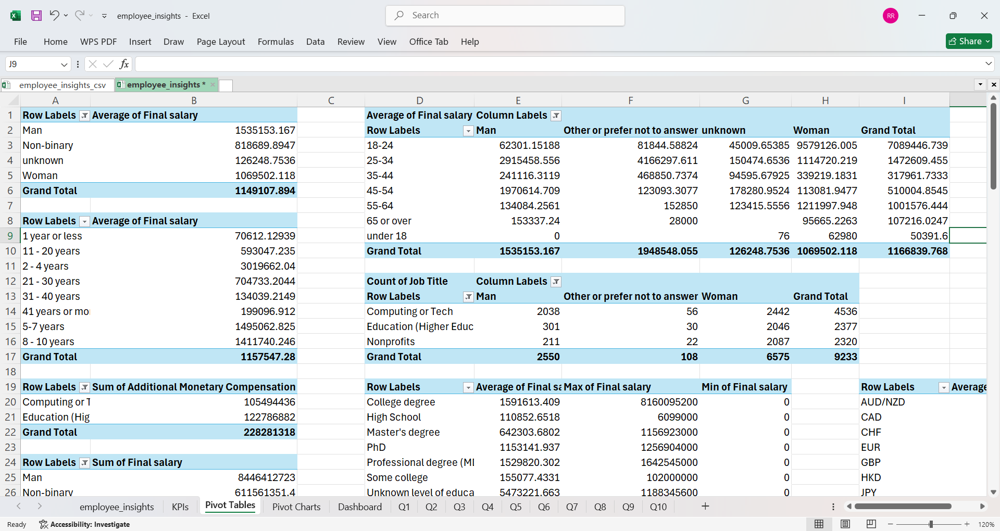 employee_insights - Excel
Search
RR
File Home WPS PDF Insert Draw Page Layout Formulas Data Review View Office Tab Help
Share
J9 fx
employee_insights_csv employee_insights *
A B C D E F G H I
1 Row Labels Average of Final salary Average of Final salary Column Labels
2 Man 1535153.167 Row Labels Man Other or prefer not to answer unknown Woman Grand Total
3 Non-binary 818689.8947 18-24 62301.15188 81844.58824 45009.65385 9579126.005 7089446.739
4 unknown 126248.7536 25-34 2915458.556 4166297.611 150474.6536 1114720.219 1472609.455
5 Woman 1069502.118 35-44 241116.3119 468850.7374 94595.67925 339219.1831 317961.7333
6 Grand Total 1149107.894 45-54 1970614.709 123093.3077 178280.9524 113081.9477 510004.8545
7 55-64 134084.2561 152850 123415.5556 1211997.948 1001576.444
8 Row Labels Average of Final salary 65 or over 153337.24 28000 95665.2263 107216.0247
9 1 year or less 70612.12939 under 18 0 76 62980 50391.6
10 11 - 20 years 593047.235 Grand Total 1535153.167 1948548.055 126248.7536 1069502.118 1166839.768
11 2 - 4 years 3019662.04
12 21 - 30 years 704733.2044 Count of Job Title Column Labels
13 31 - 40 years 134039.2149 Row Labels Man Other or prefer not to answer Woman Grand Total
14 41 years or mo 199096.912 Computing or Tech 2038 56 2442 4536
15 5-7 years 1495062.825 Education (Higher Educ 301 30 2046 2377
16 8 - 10 years 1411740.246 Nonprofits 211 22 2087 2320
17 Grand Total 1157547.28 Grand Total 2550 108 6575 9233
18
19 Row Labels Sum of Additional Monetary Compensation Row Labels Average of Final sa Max of Final salary Min of Final salary Row Labels Average
20 Computing or T 105494436 College degree 1591613.409 8160095200 0 AUD/NZD
21 Education (Hig 122786882 High School 110852.6518 6099000 0 CAD
22 Grand Total 228281318 Master's degree 642303.6802 1156923000 0 CHF
23 PhD 1153141.937 1256904000 0 EUR
24 Row Labels Sum of Final salary Professional degree (MI 1529820.302 1642545000 0 GBP
25 Man 8446412723 Some college 155077.4331 102000000 0 HKD
26 Non-binary 611561351.4 Unknown level of educa 5473221.663 1188345600 0 JPY
employee_insights KPIs Pivot Tables Pivot Charts Dashboard Q1 Q2 Q3 Q4 Q5 Q6 Q7 Q8 Q9 Q10
Ready Accessibility: Investigate 120%